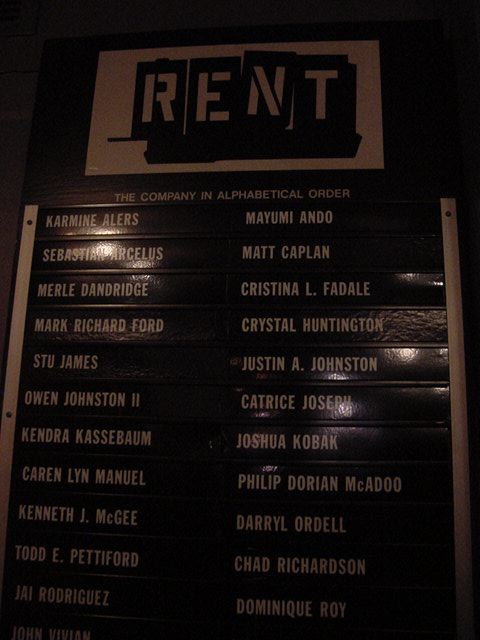 RENT
THE COMPANY IN ALPHABETICAL ORDER
KARMINE ALERS MAYUMI ANDO
SEBASTIAN ARCELUS MATT CAPLAN
MERLE DANDRIDGE CRISTINA L. FADALE
MARK RICHARD FORD CRYSTAL HUNTINGTON
STU JAMES JUSTIN A. JOHNSTON
OWEN JOHNSTON II CATRICE JOSEPH
KENDRA KASSEBAUM JOSHUA KOBAK
CAREN LYN MANUEL PHILIP DORIAN McADOO
KENNETH J. McGEE DARRYL ORDELL
TODD E. PETTIFORD CHAD RICHARDSON
JAI RODRIGUEZ DOMINIQUE ROY
JOHN VIVIAN